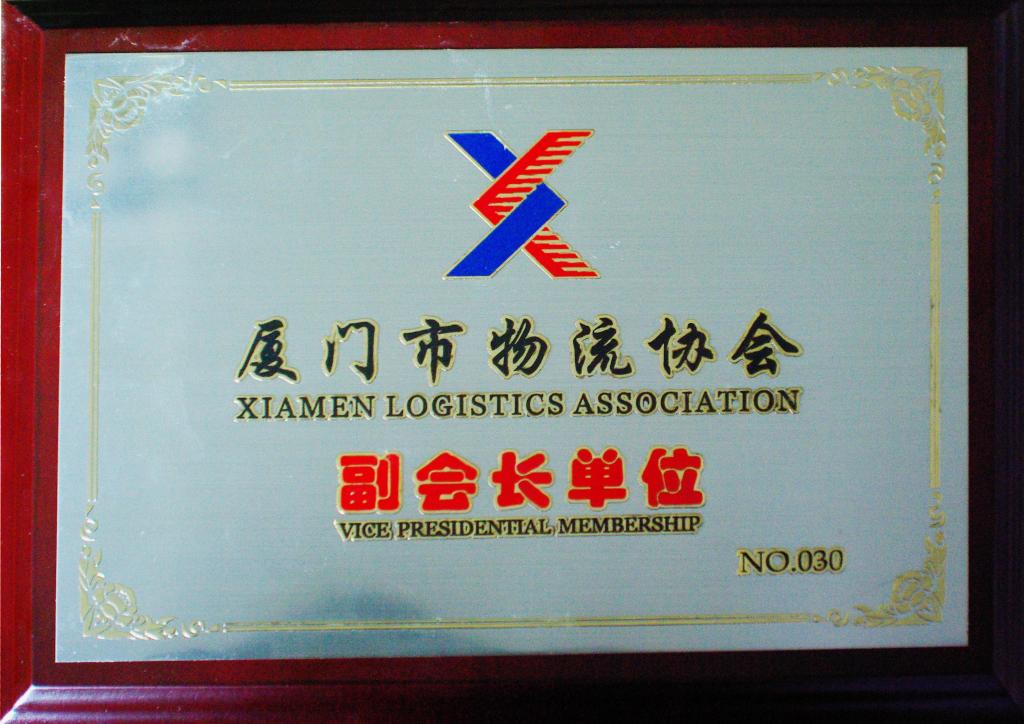 厦门市物流协会
XIAMEN LOGISTICS ASSOCIATION
副会长单位
VICE PRESIDENTIAL MEMBERSHIP
NO.030